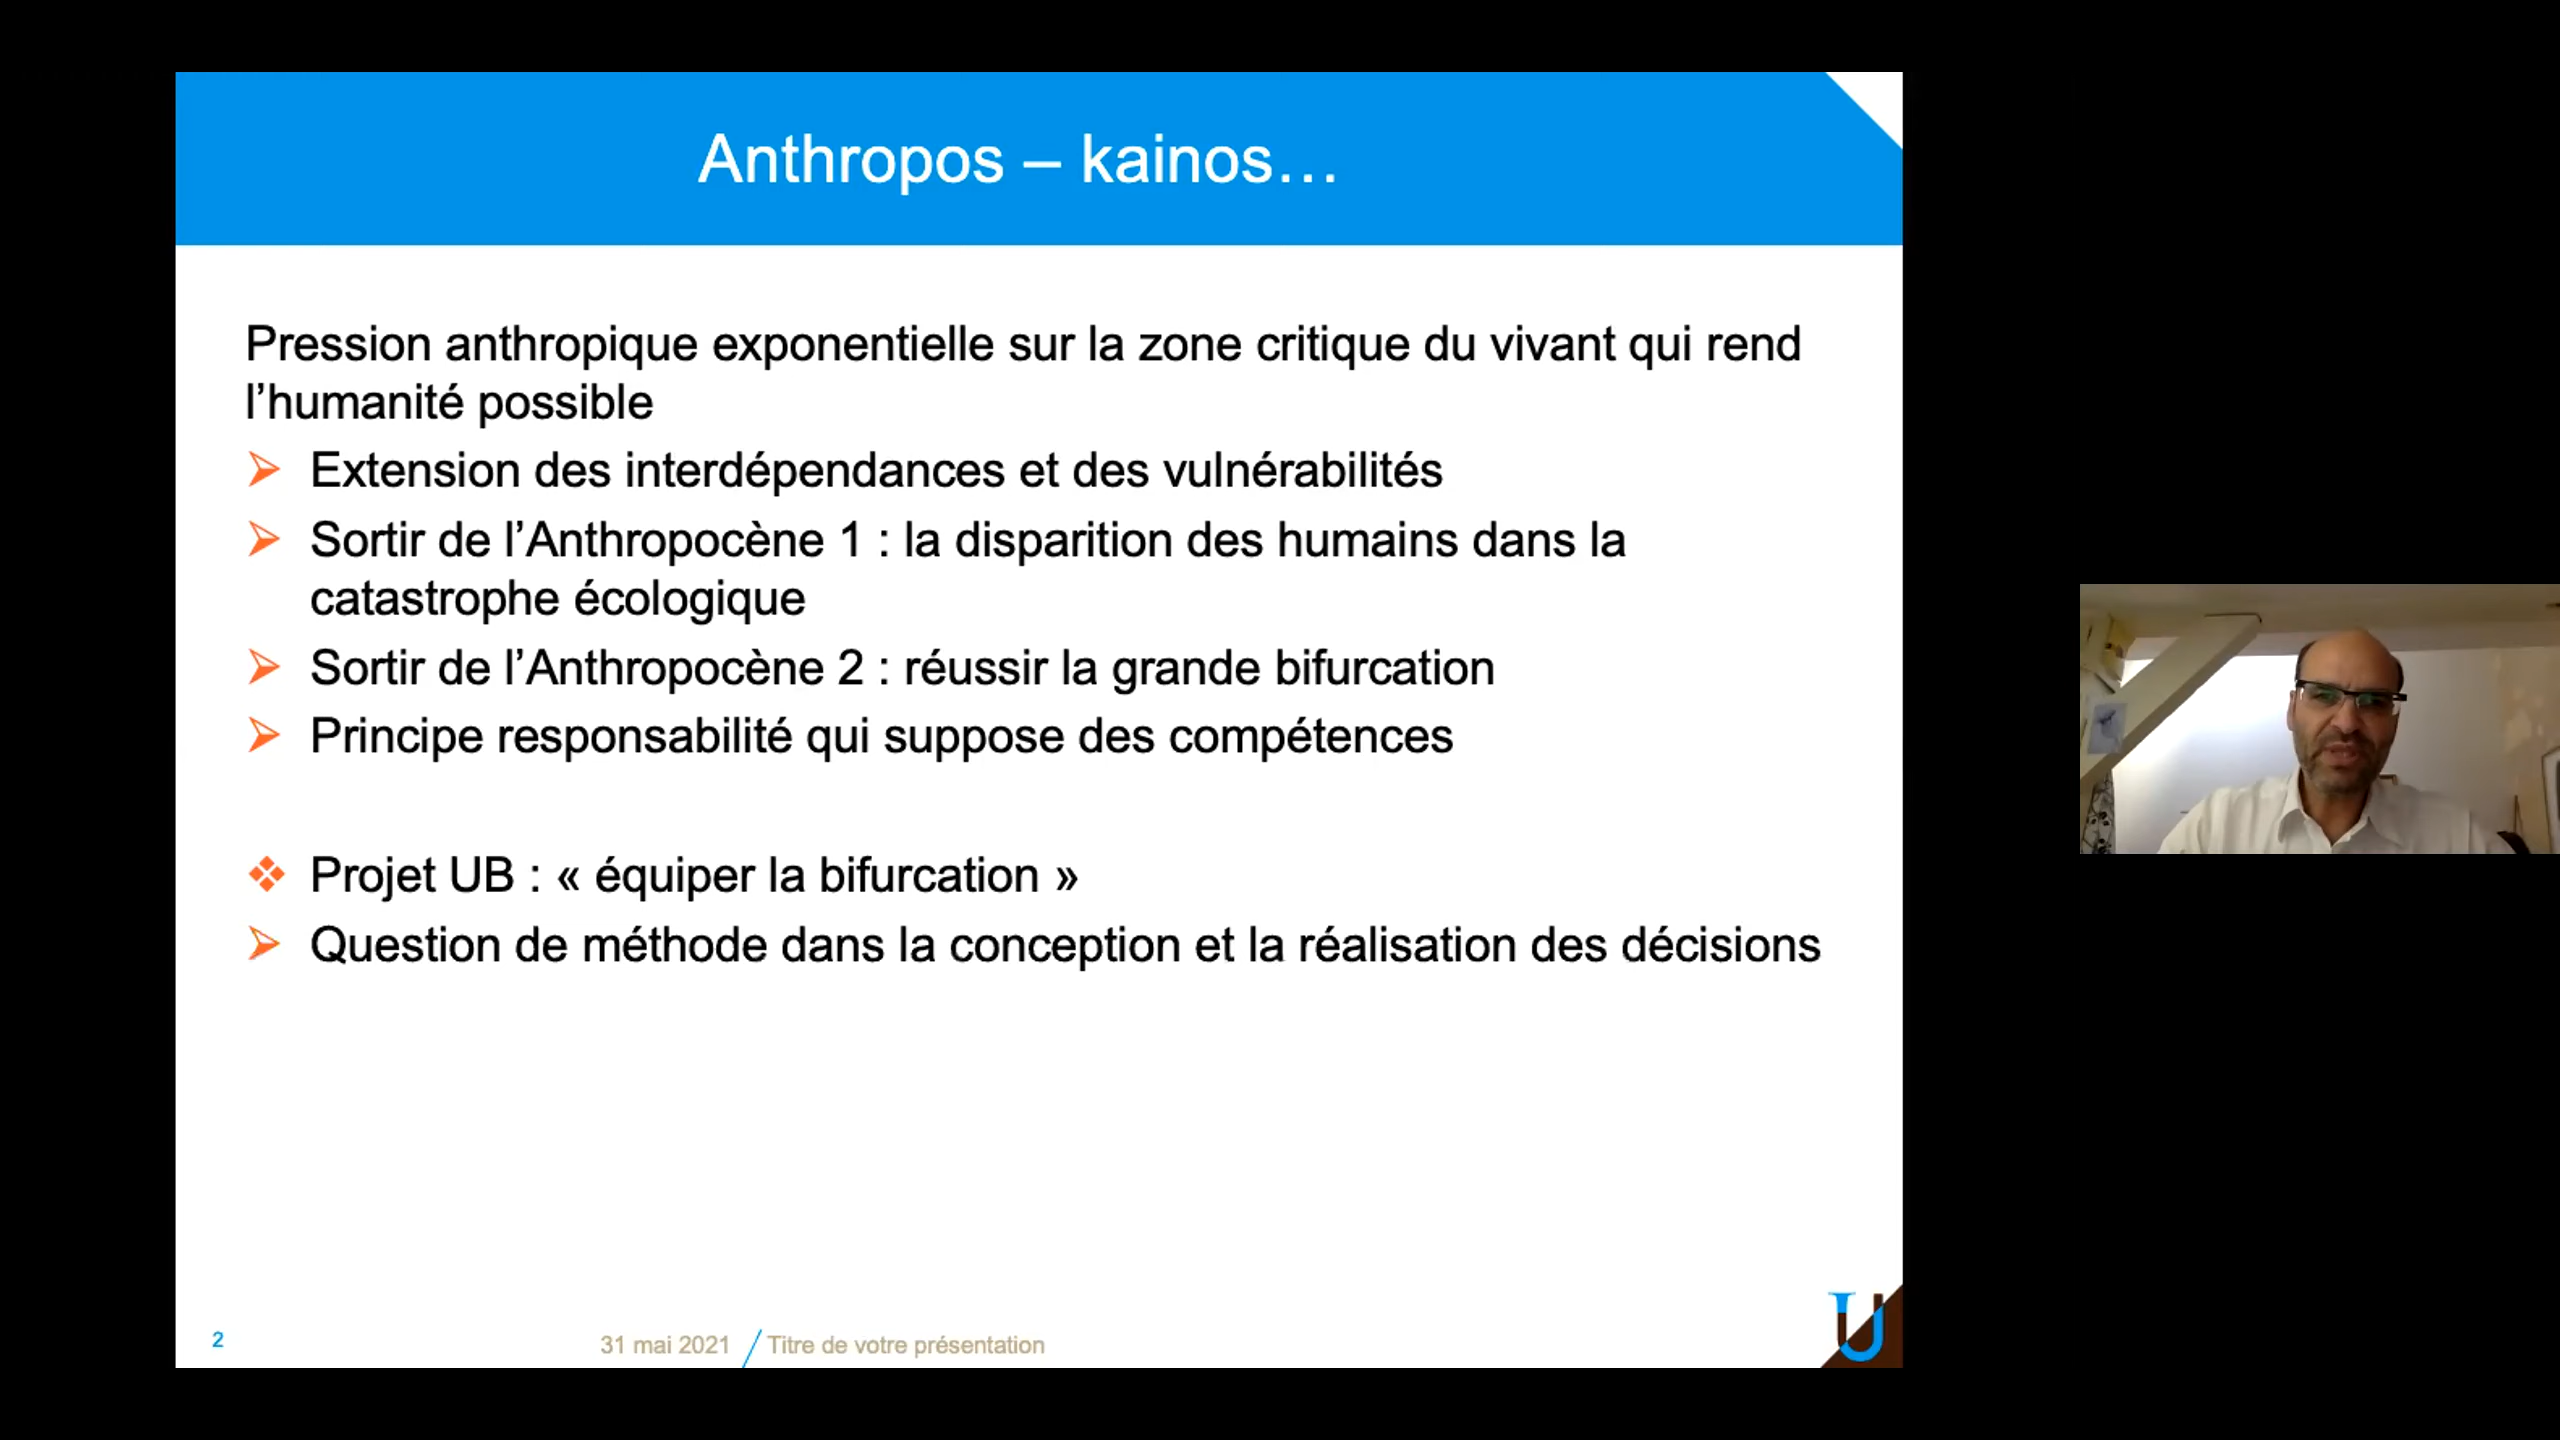 Anthropos – kainos…
Pression anthropique exponentielle sur la zone critique du vivant qui rend
l’humanité possible
Extension des interdépendances et des vulnérabilités
Sortir de l’Anthropocène 1 : la disparition des humains dans la
catastrophe écologique
Sortir de l’Anthropocène 2 : réussir la grande bifurcation
Principe responsabilité qui suppose des compétences
Projet UB : « équiper la bifurcation »
Question de méthode dans la conception et la réalisation des décisions
2
31 mai 2021 / Titre de votre présentation
U